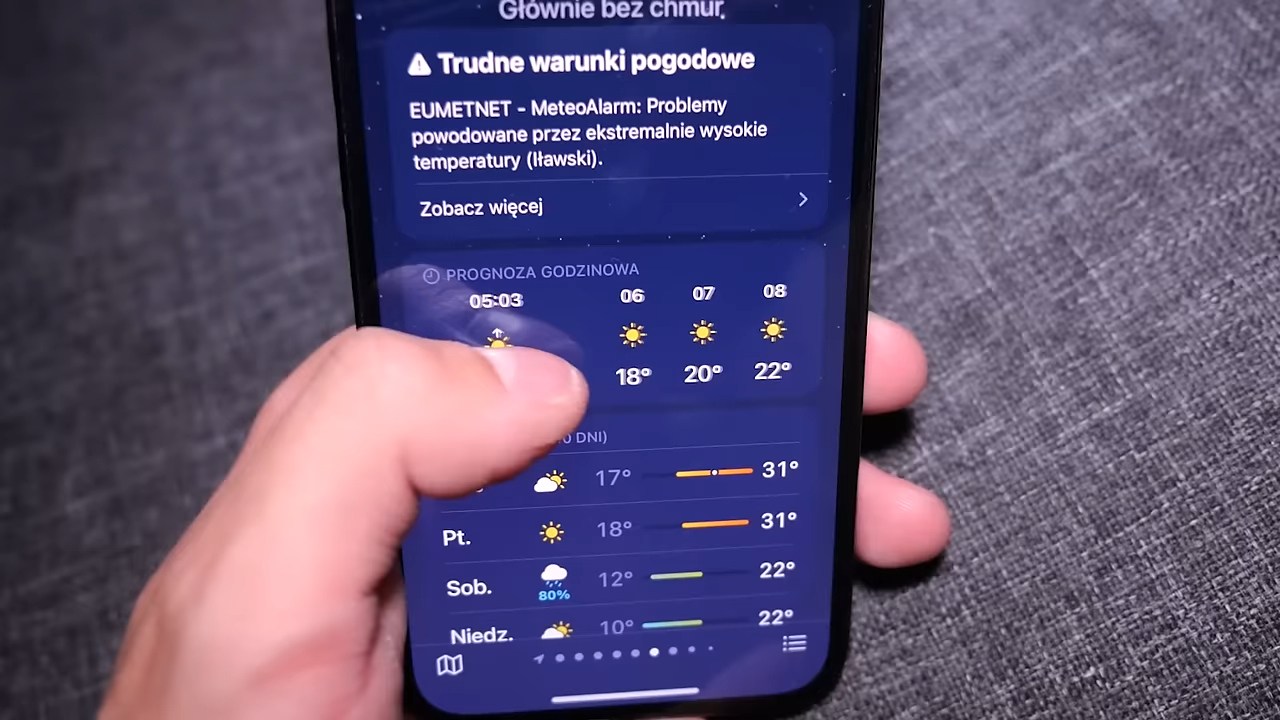 Głównie bez chmur.
Trudne warunki pogodowe
EUMETNET - MeteoAlarm: Problemy
powodowane przez ekstremalnie wysokie
temperatury (Iławski).
Zobacz więcej
PROGNOZA GODZINOWA
05:03 06 07 08
18° 20° 22°
DNI)
17° 31°
Pt. 18° 31°
Sob. 80% 12° 22°
Niedz. 10° 22°